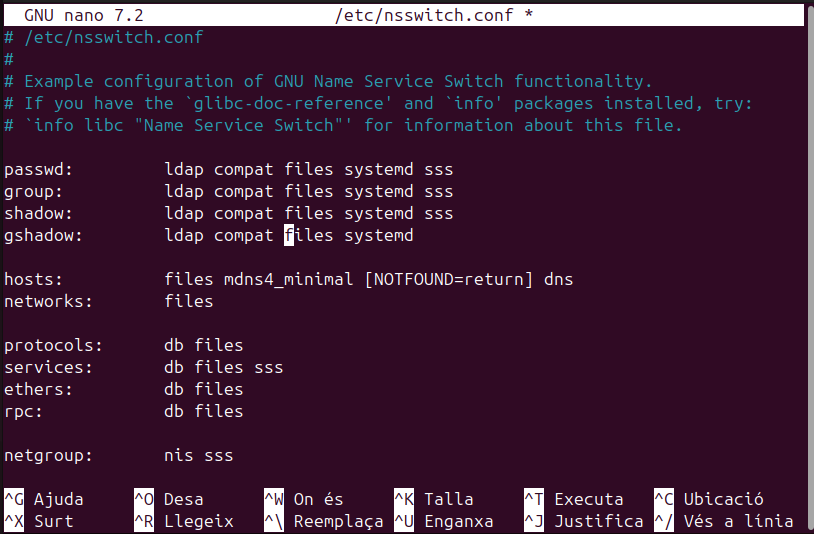 GNU nano 7.2 /etc/nsswitch.conf *
# /etc/nsswitch.conf
#
# Example configuration of GNU Name Service Switch functionality.
# If you have the `glibc-doc-reference' and `info' packages installed, try:
# `info libc "Name Service Switch"' for information about this file.
passwd: ldap compat files systemd sss
group: ldap compat files systemd sss
shadow: ldap compat files systemd sss
gshadow: ldap compat files systemd
hosts: files mdns4_minimal [NOTFOUND=return] dns
networks: files
protocols: db files
services: db files sss
ethers: db files
rpc: db files
netgroup: nis sss
^G Ajuda ^O Desa ^W On és ^K Talla ^T Executa ^C Ubicació
^X Surt ^R Llegeix ^\ Reemplaça ^U Enganxa ^J Justifica ^/ Vés a línia